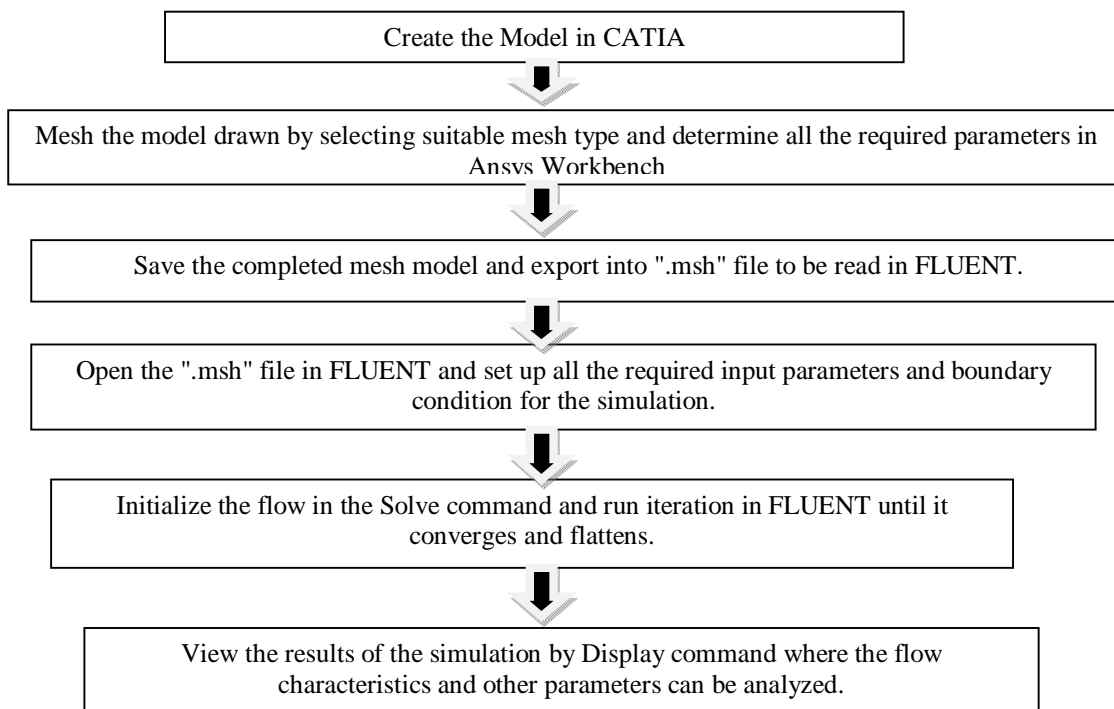 Create the Model in CATIA
Mesh the model drawn by selecting suitable mesh type and determine all the required parameters in
Ansys Workbench
Save the completed mesh model and export into ".msh" file to be read in FLUENT.
Open the ".msh" file in FLUENT and set up all the required input parameters and boundary
condition for the simulation.
Initialize the flow in the Solve command and run iteration in FLUENT until it
converges and flattens.
View the results of the simulation by Display command where the flow
characteristics and other parameters can be analyzed.